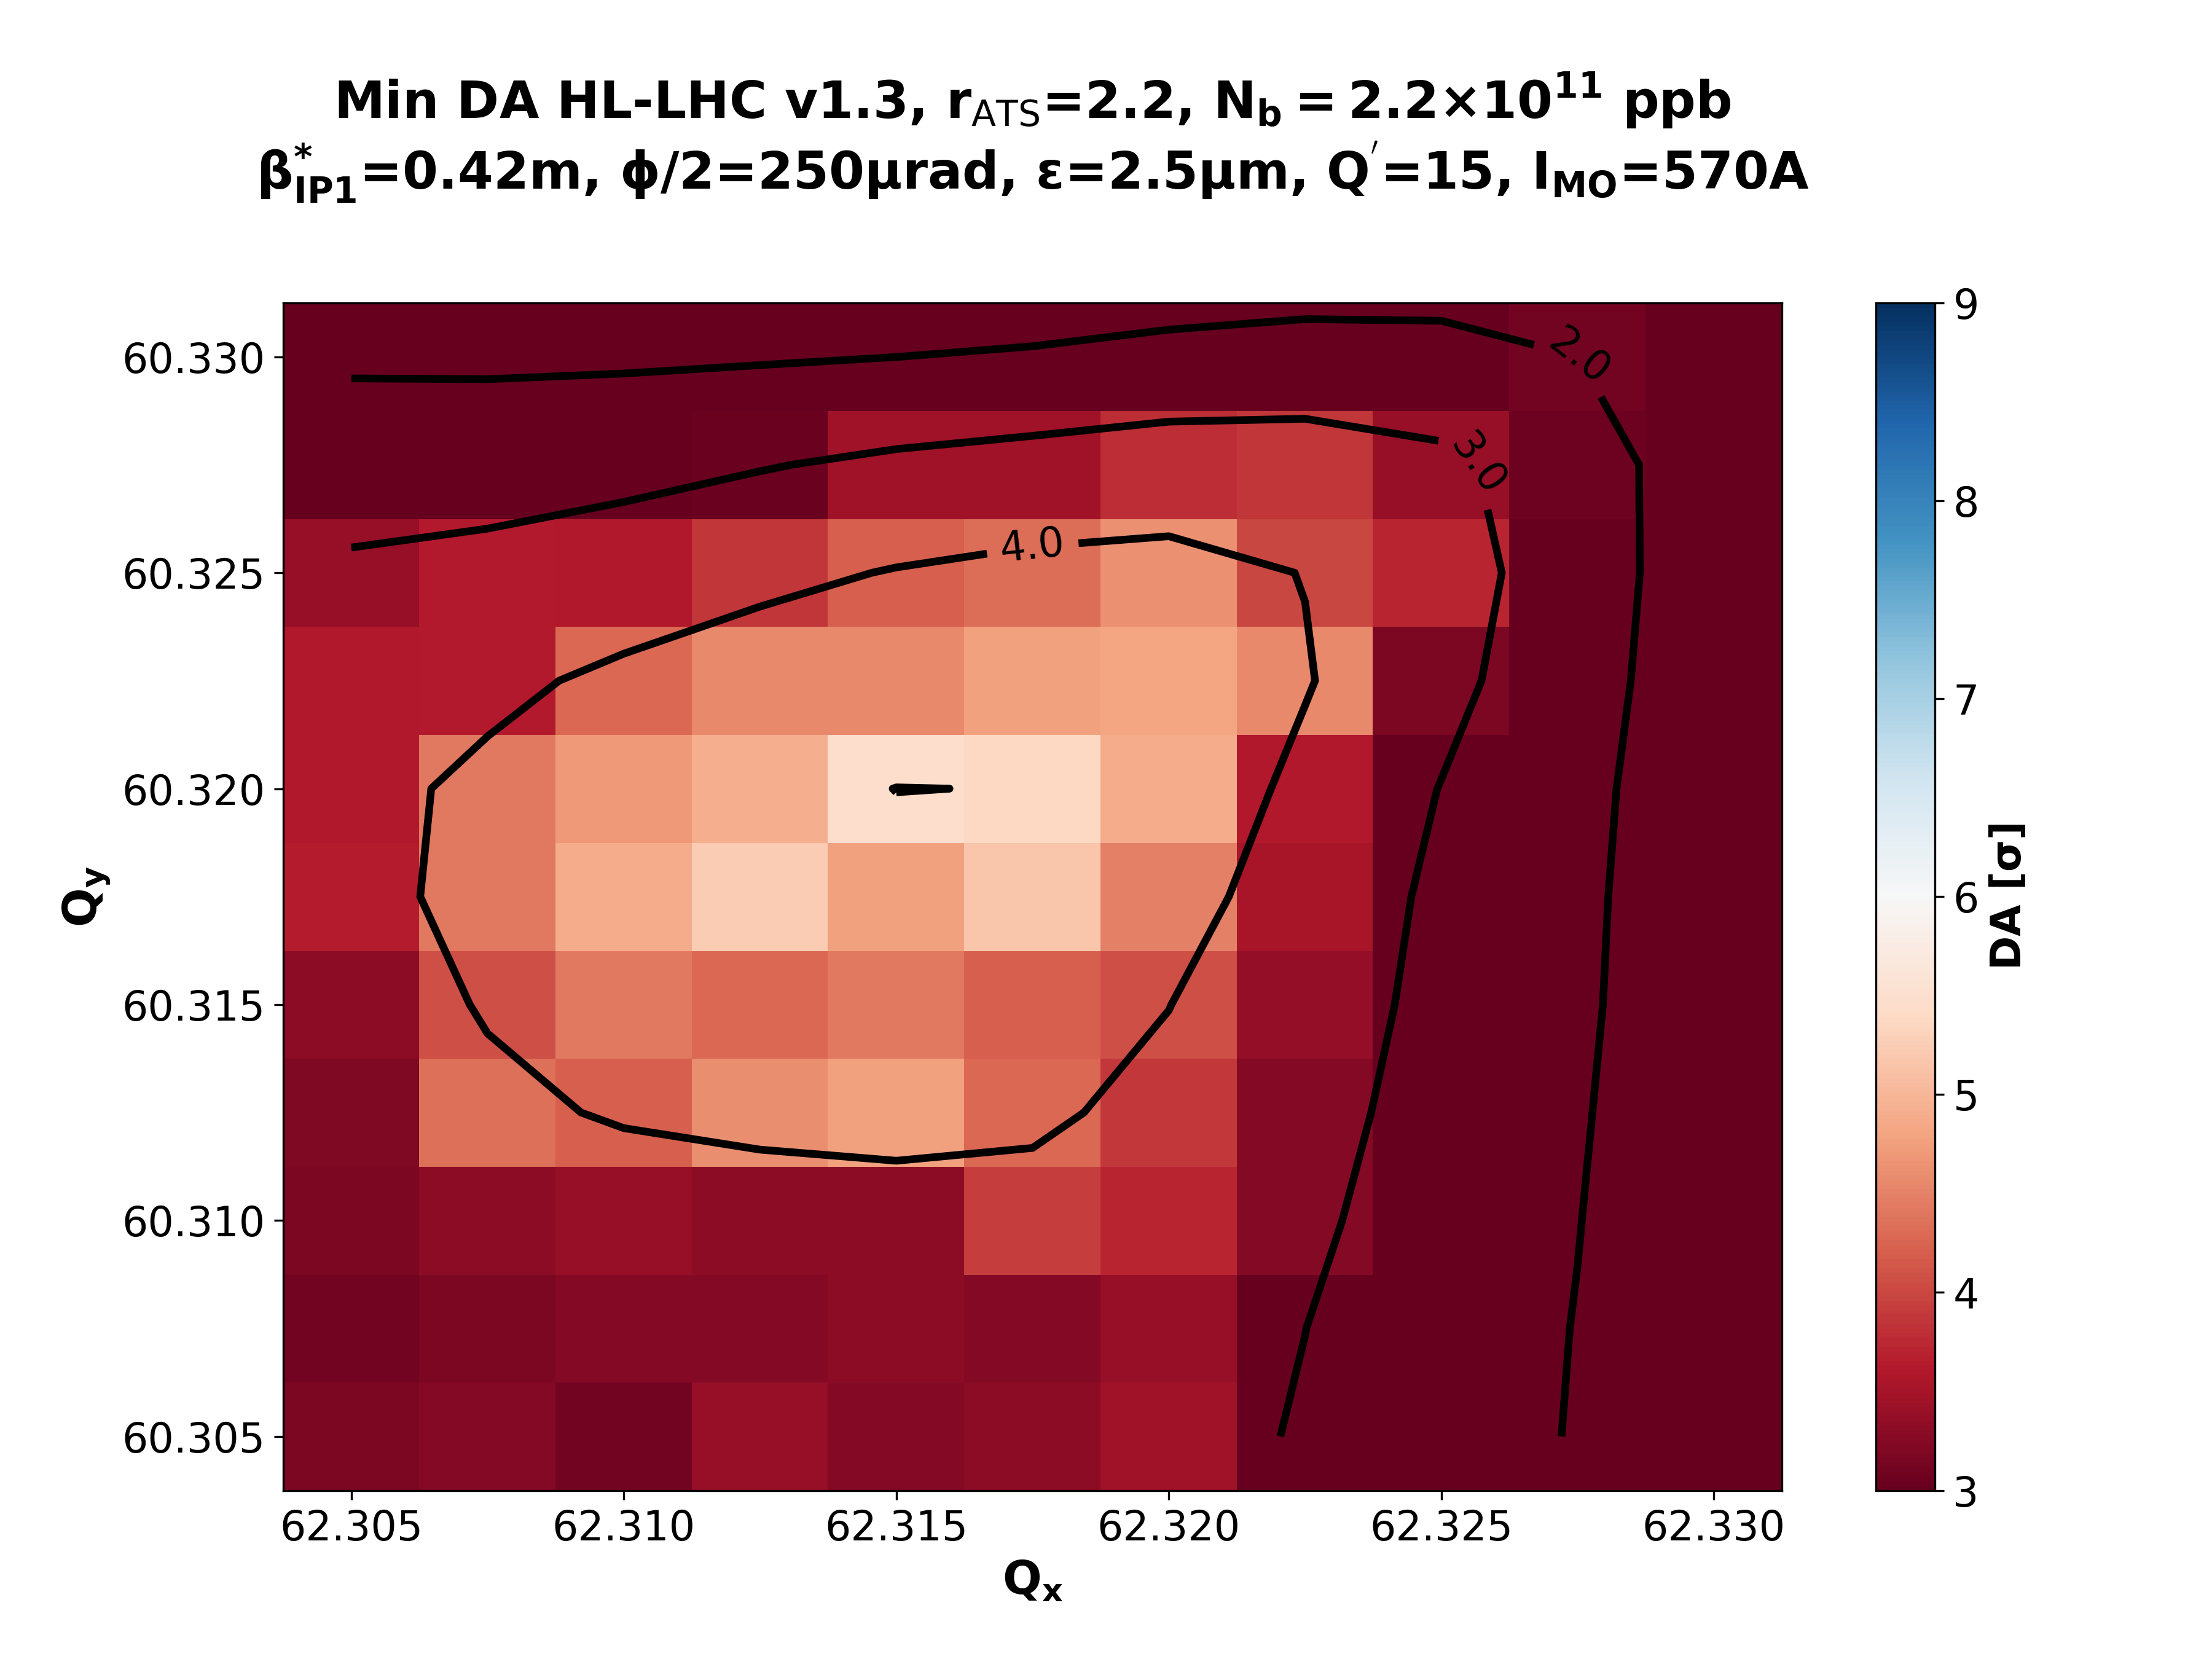 Min DA HL-LHC v1.3, r_ATS=2.2, N_b = 2.2×10^11 ppb
β*_IP1=0.42m, ϕ/2=250μrad, ε=2.5μm, Q′=15, I_MO=570A
9
60.330
2.0
3.0
8
60.325
4.0
7
60.320
6
Q_y
DA [σ]
60.315
5
60.310
4
60.305
3
62.305 62.310 62.315 62.320 62.325 62.330
Q_x